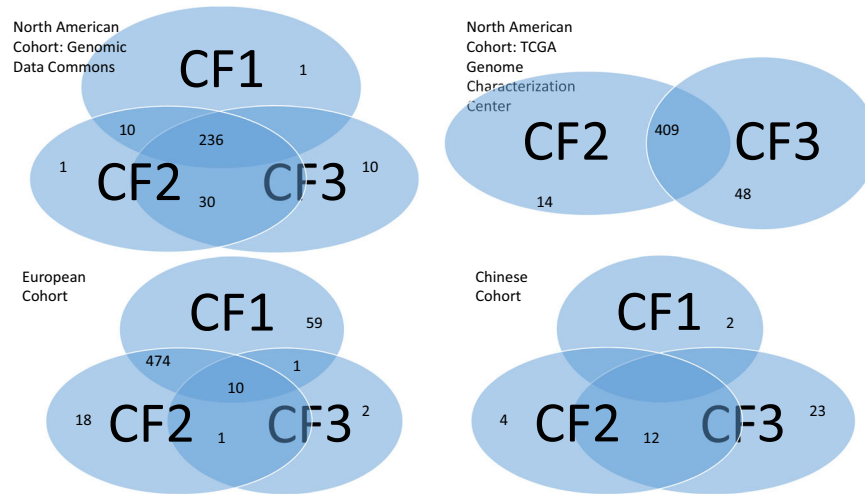 North American
Cohort: Genomic
Data Commons
CF1
1
10
236
1
CF2
CF3
10
30
North American
Cohort: TCGA
Genome
Characterization
Center
CF2
409
CF3
14
48
European
Cohort
CF1
59
474
1
10
18
CF2
CF3
2
1
Chinese
Cohort
CF1
2
4
CF2
CF3
23
12